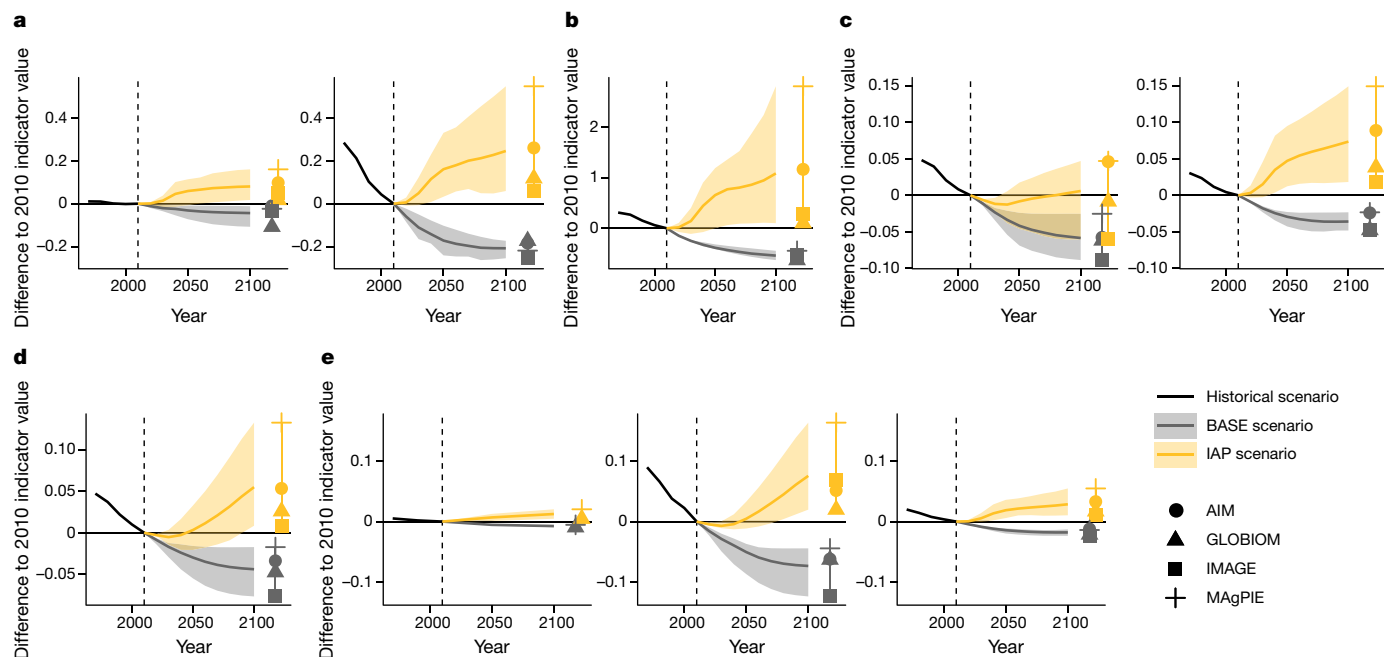 a
b
c
Difference to 2010 indicator value
0.4
0.2
0
–0.2
2000 2050 2100
Year
0.4
0.2
0
–0.2
2000 2050 2100
Year
Difference to 2010 indicator value
2
1
0
2000 2050 2100
Year
Difference to 2010 indicator value
0.15
0.10
0.05
0
–0.05
–0.10
2000 2050 2100
Year
0.15
0.10
0.05
0
–0.05
–0.10
2000 2050 2100
Year
d
e
Difference to 2010 indicator value
0.10
0.05
0
–0.05
2000 2050 2100
Year
Difference to 2010 indicator value
0.1
0
–0.1
2000 2050 2100
Year
0.1
0
–0.1
2000 2050 2100
Year
0.1
0
–0.1
2000 2050 2100
Year
Historical scenario
BASE scenario
IAP scenario
AIM
GLOBIOM
IMAGE
MAgPIE